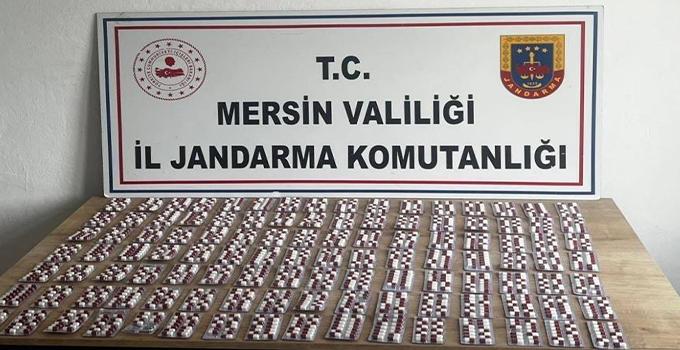 T.C.
MERSİN VALİLİĞİ
İL JANDARMA KOMUTANLIĞI
JANDARMA